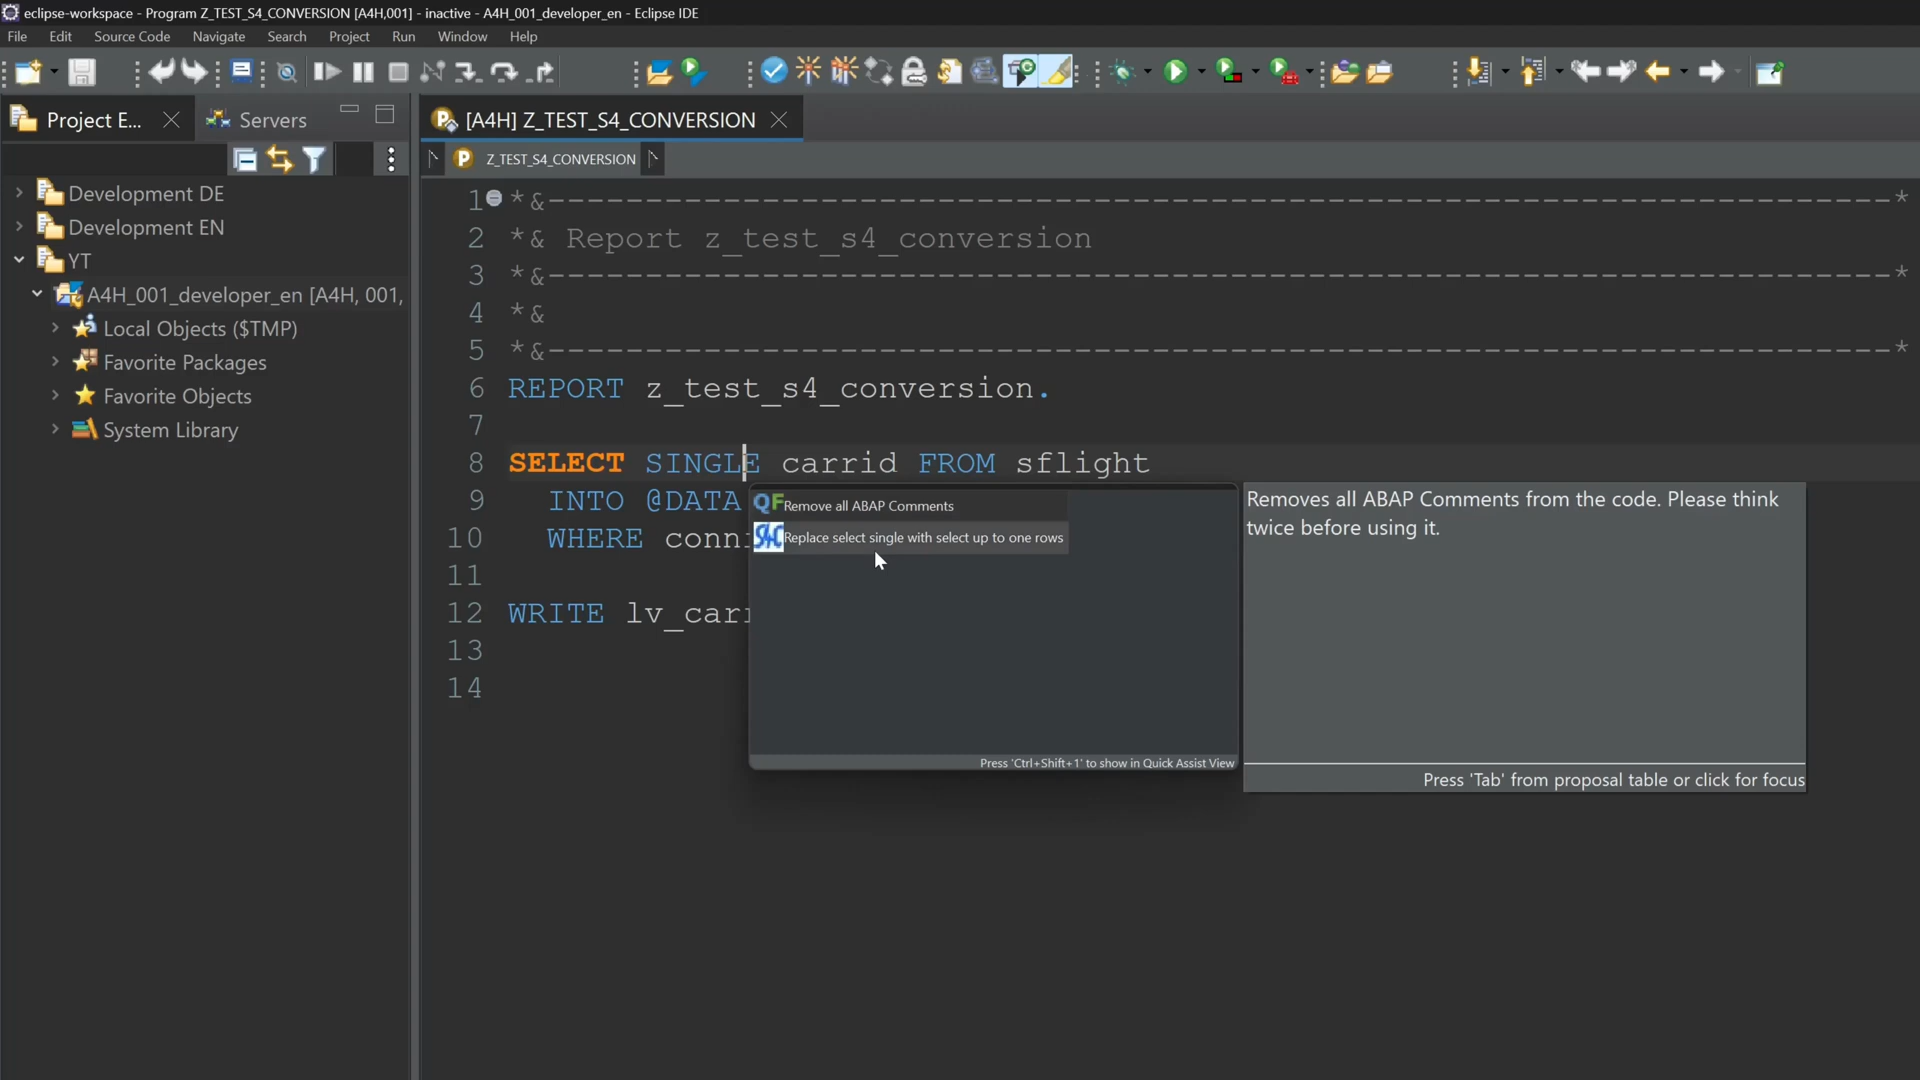 eclipse-workspace - Program Z_TEST_S4_CONVERSION [A4H,001] - inactive - A4H_001_developer_en - Eclipse IDE
File Edit Source Code Navigate Search Project Run Window Help
Project E... Servers
[A4H] Z_TEST_S4_CONVERSION
Z_TEST_S4_CONVERSION
Development DE
Development EN
YT
A4H_001_developer_en [A4H, 001,
Local Objects ($TMP)
Favorite Packages
Favorite Objects
System Library
1 *&---------------------------------------------------------------------*
2 *& Report z_test_s4_conversion
3 *&---------------------------------------------------------------------*
4 *&
5 *&---------------------------------------------------------------------*
6 REPORT z_test_s4_conversion.
7
8 SELECT SINGLE carrid FROM sflight
9 INTO @DATA
10 WHERE conn
11
12 WRITE lv_car
13
14
QF Remove all ABAP Comments
S4C Replace select single with select up to one rows
Press 'Ctrl+Shift+1' to show in Quick Assist View
Removes all ABAP Comments from the code. Please think
twice before using it.
Press 'Tab' from proposal table or click for focus